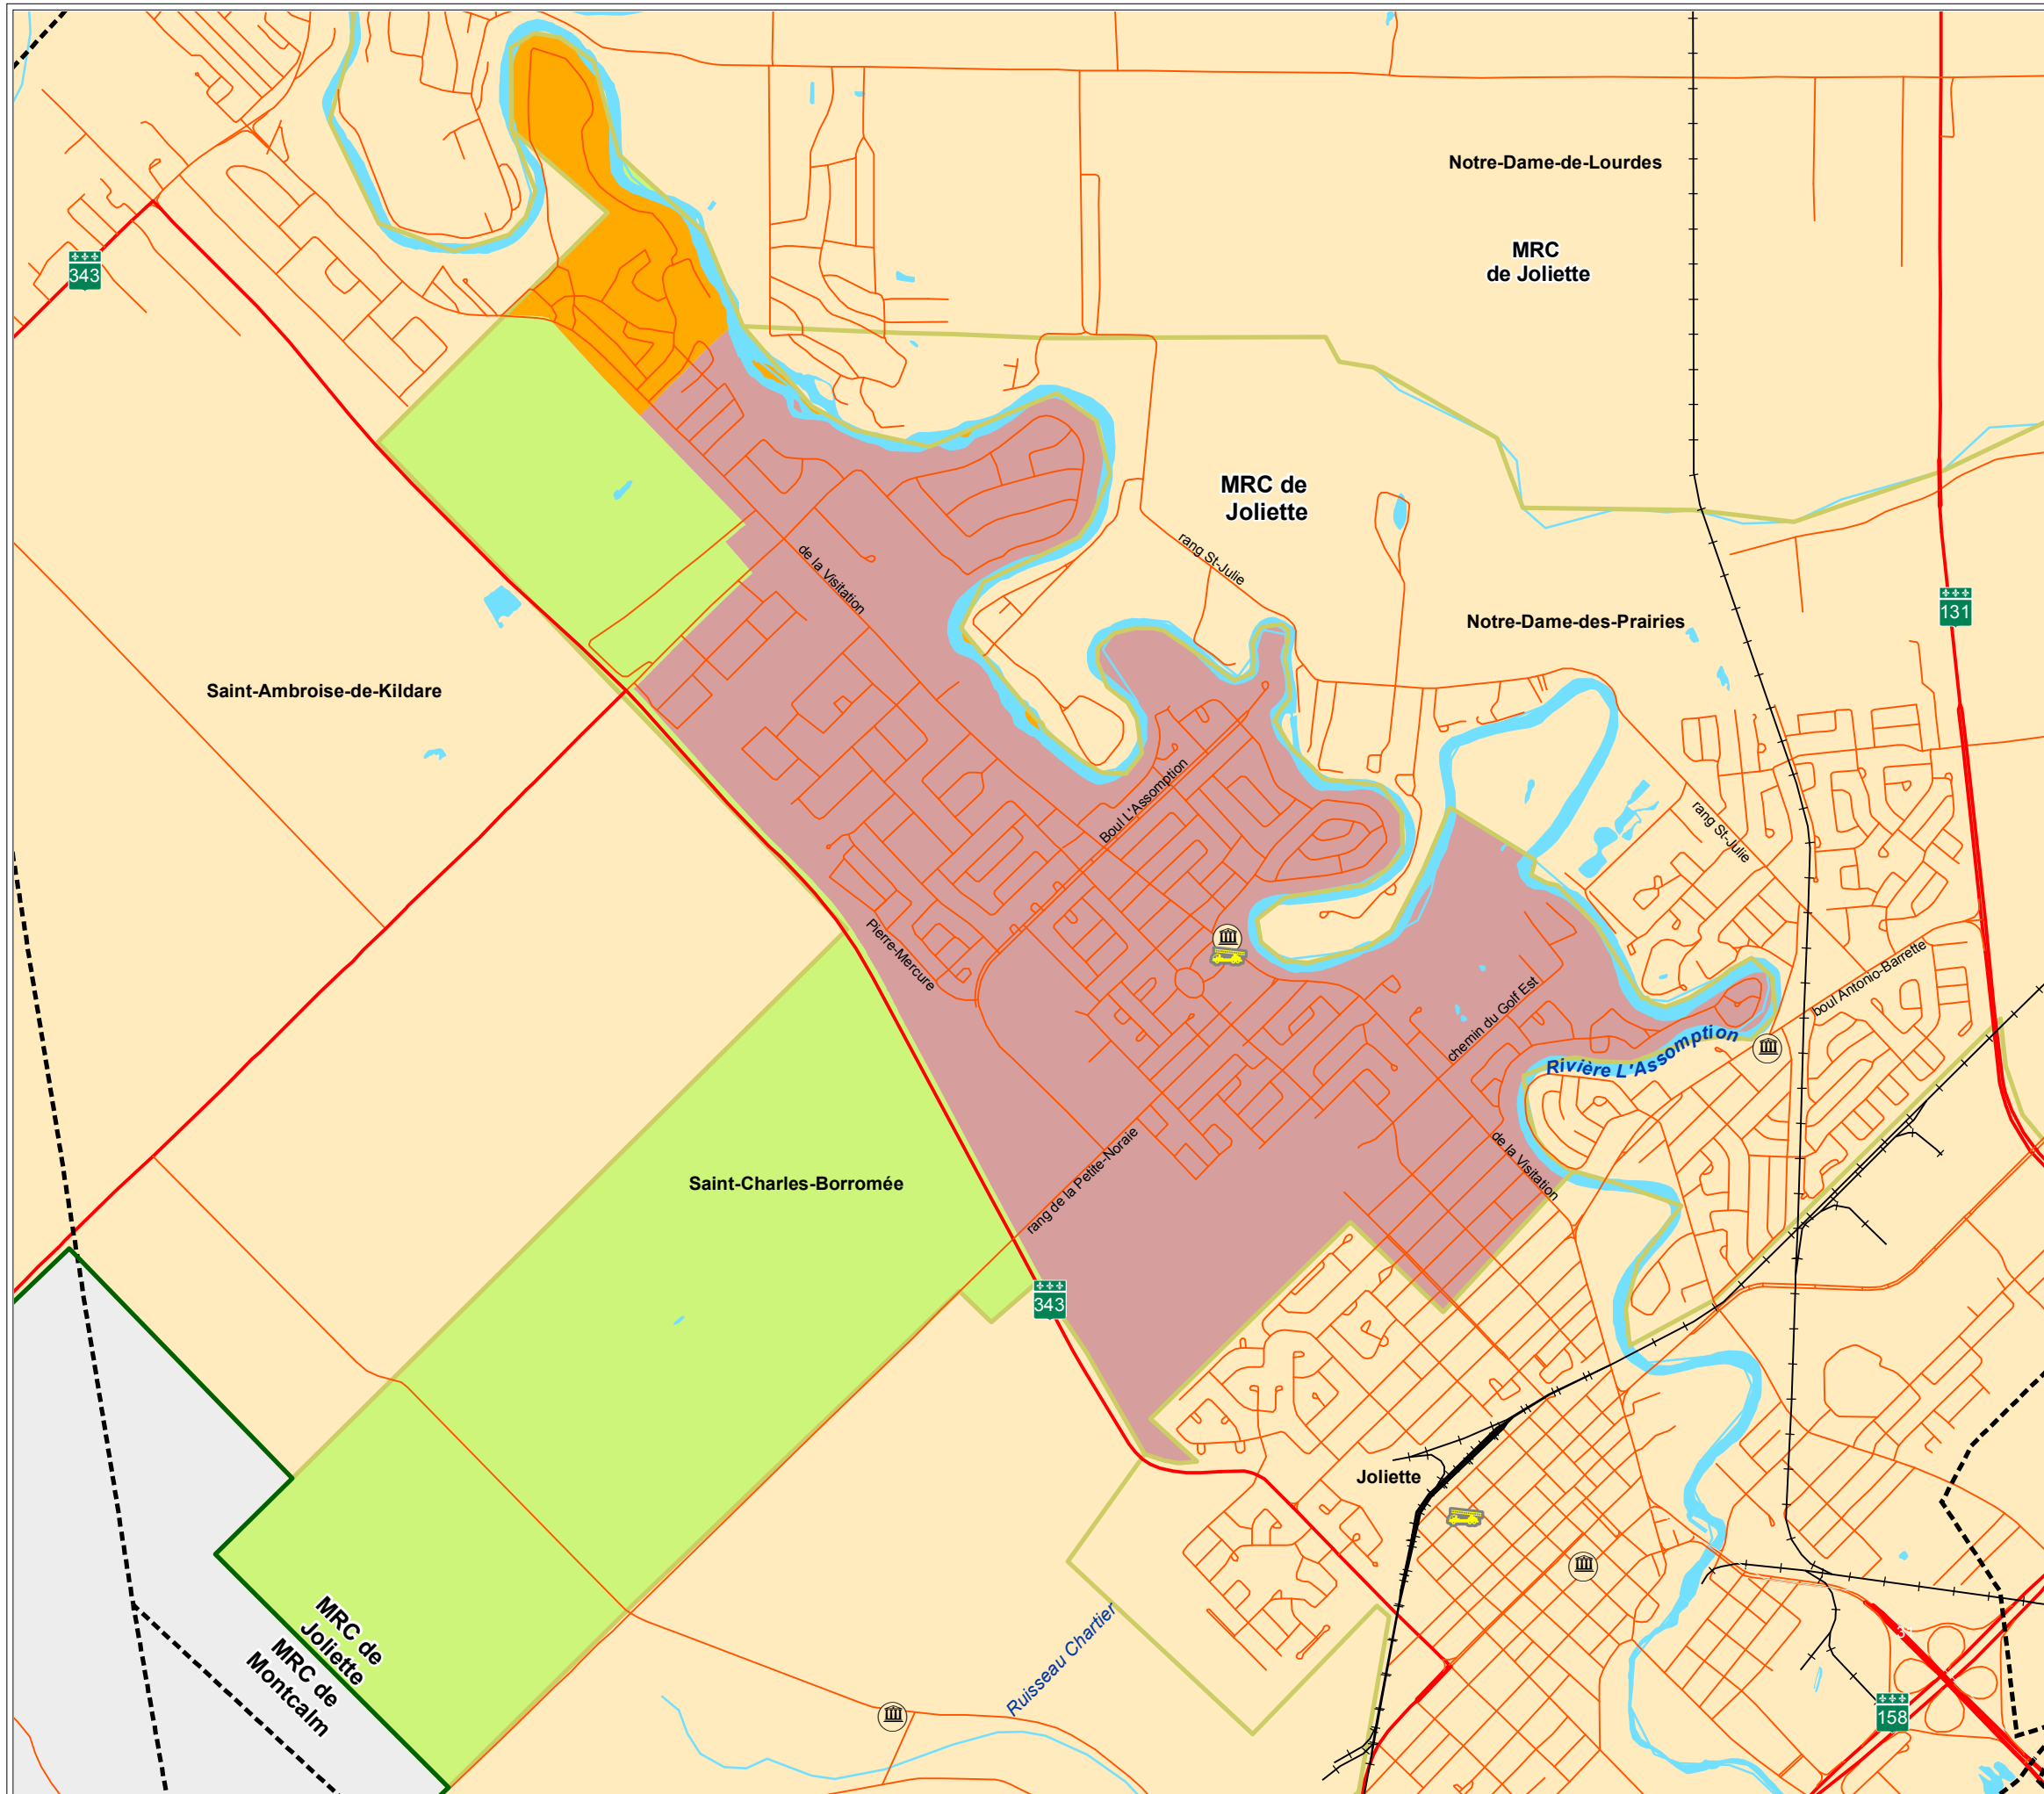 Notre-Dame-de-Lourdes
MRC
de Joliette
343
MRC de
Joliette
rang St-Julie
de la Visitation
131
Notre-Dame-des-Prairies
Saint-Ambroise-de-Kildare
Boul L'Assomption
rang St-Julie
Pierre-Mercure
boul Antonio-Barrette
chemin du Golf Est
Rivière L'Assomption
de la Visitation
rang de la Petite-Noraie
Saint-Charles-Borromée
343
Joliette
MRC de
Joliette
MRC de
Montcalm
Ruisseau Chartier
158